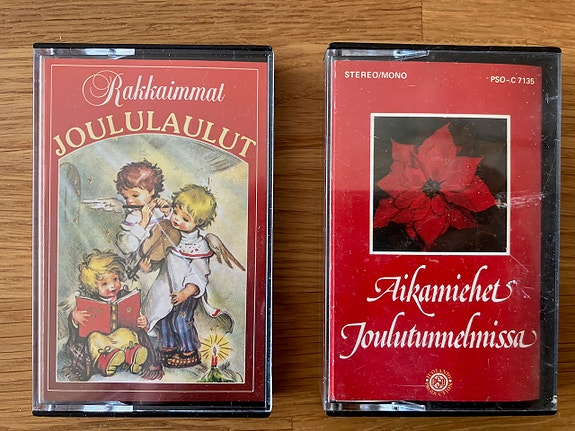 Rakkaimmat
JOULULAULUT
STEREO/MONO
PSO-C 7135
Aikamiehet
Joulutunnelmissa